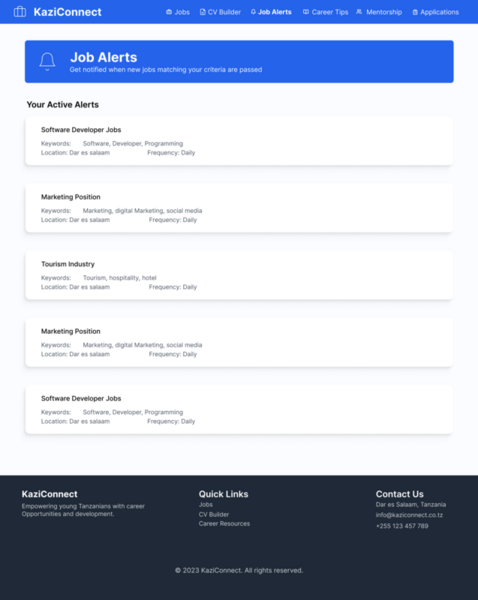 KaziConnect
Jobs CV Builder Job Alerts Career Tips Mentorship Applications
Job Alerts
Get notified when new jobs matching your criteria are passed
Your Active Alerts
Software Developer Jobs
Keywords: Software, Developer, Programming
Location: Dar es salaam Frequency: Daily
Marketing Position
Keywords: Marketing, digital Marketing, social media
Location: Dar es salaam Frequency: Daily
Tourism Industry
Keywords: Tourism, hospitality, hotel
Location: Dar es salaam Frequency: Daily
Marketing Position
Keywords: Marketing, digital Marketing, social media
Location: Dar es salaam Frequency: Daily
Software Developer Jobs
Keywords: Software, Developer, Programming
Location: Dar es salaam Frequency: Daily
KaziConnect
Empowering young Tanzanians with career
Opportunities and development.
Quick Links
Jobs
CV Builder
Career Resources
Contact Us
Dar es Salaam, Tanzania
info@kaziconnect.co.tz
+255 123 457 789
© 2023 KaziConnect. All rights reserved.